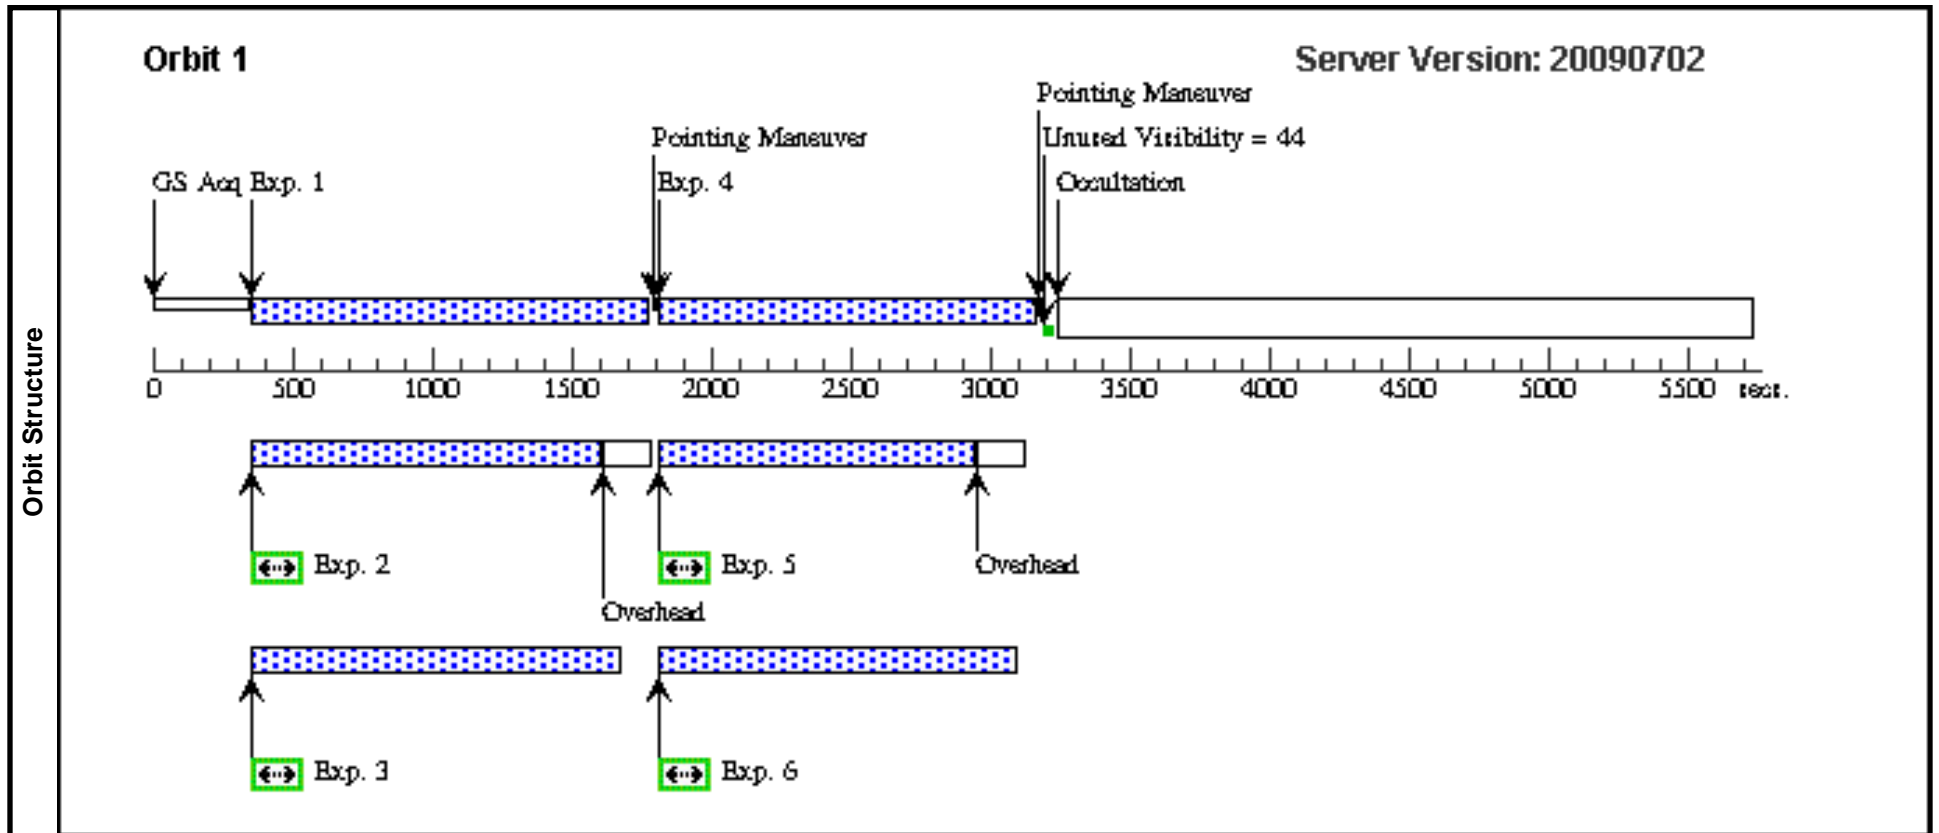 Orbit 1
Server Version: 20090702
Pointing Maneuver
Pointing Maneuver
Unused Visibility = 44
GS Acq
Exp. 1
Exp. 4
Occultation
0 500 1000 1500 2000 2500 3000 3500 4000 4500 5000 5500 secs.
Orbit Structure
Exp. 2
Exp. 5
Overhead
Overhead
Exp. 3
Exp. 6